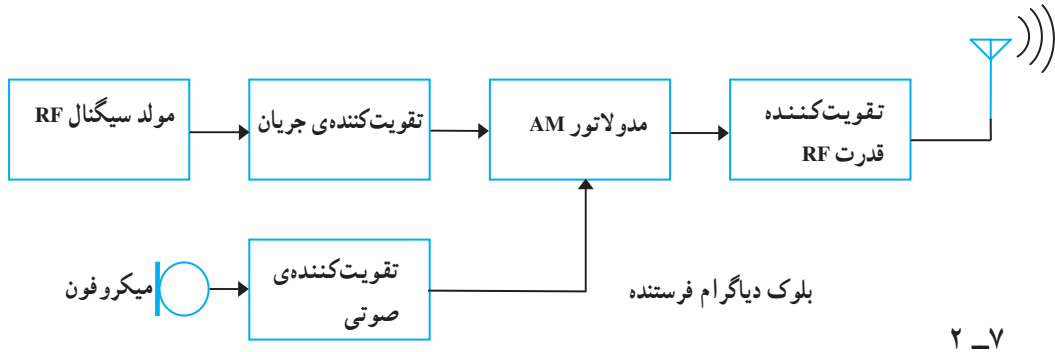 مولد سیگنال RF
تقویت‌کننده‌ی جریان
مدولاتور AM
تقویت‌کننده
قدرت RF
میکروفون
تقویت‌کننده‌ی
صوتی
بلوک دیاگرام فرستنده
۷_ ۲